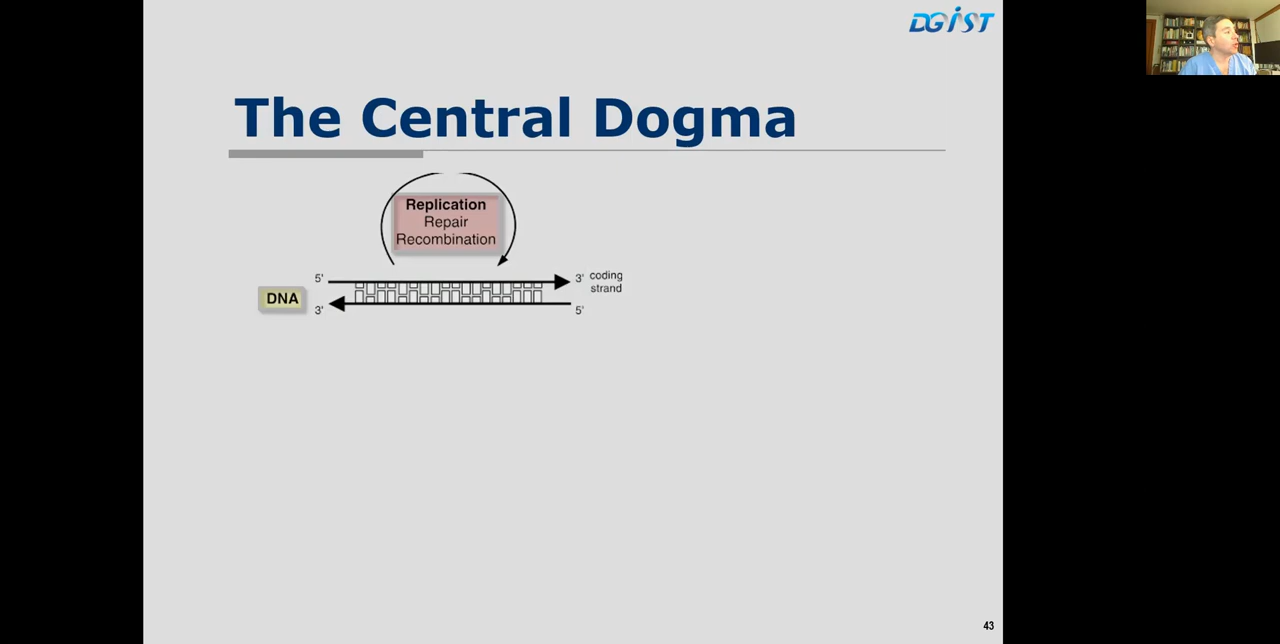 DGIST
The Central Dogma
Replication
Repair
Recombination
5'
3'
coding
strand
DNA
3'
5'
43